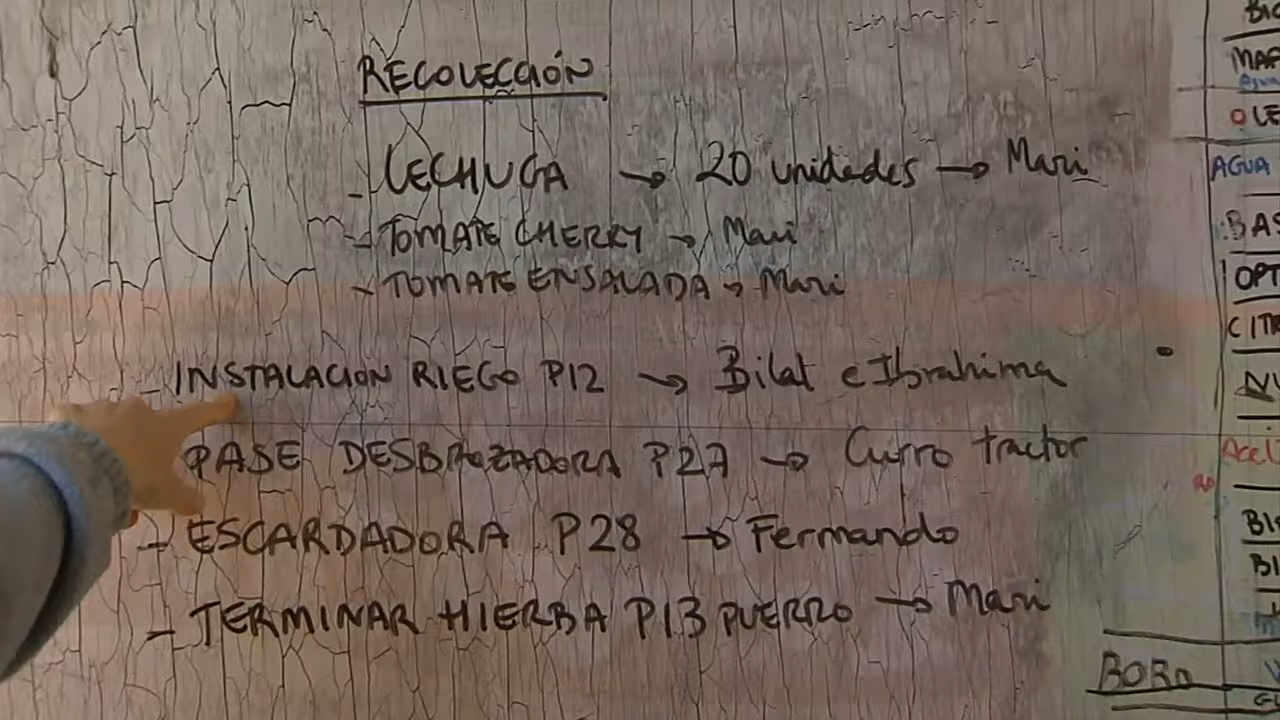 RECOLECCIÓN
- LECHUGA → 20 unidades → Mari
- TOMATE CHERRY → Mari
- TOMATE ENSALADA → Mari
- INSTALACION RIEGO P12 → Bilat e Ibrahima
PASE DESBROZADORA P27 → Curro tractor
- ESCARDADORA P28 → Fernando
- TERMINAR HIERBA P13 PUERRO → Mari
AGUA
BORO